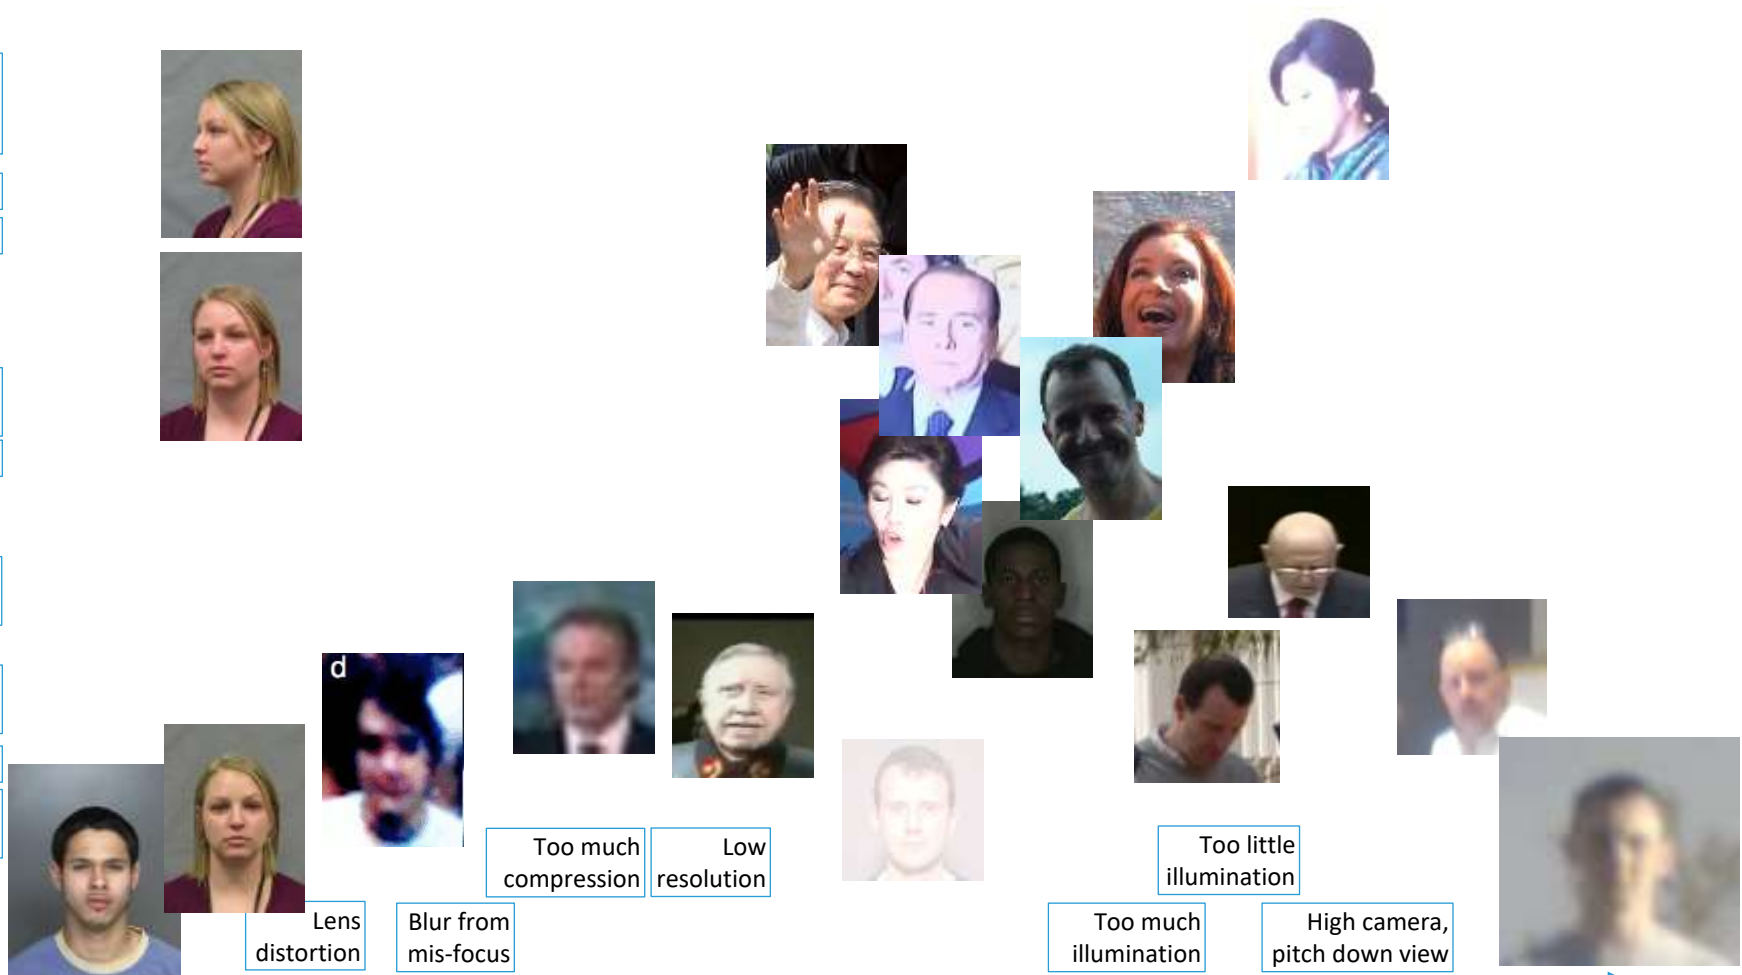 d
Too much
compression
Low
resolution
Too little
illumination
Lens
distortion
Blur from
mis-focus
Too much
illumination
High camera,
pitch down view